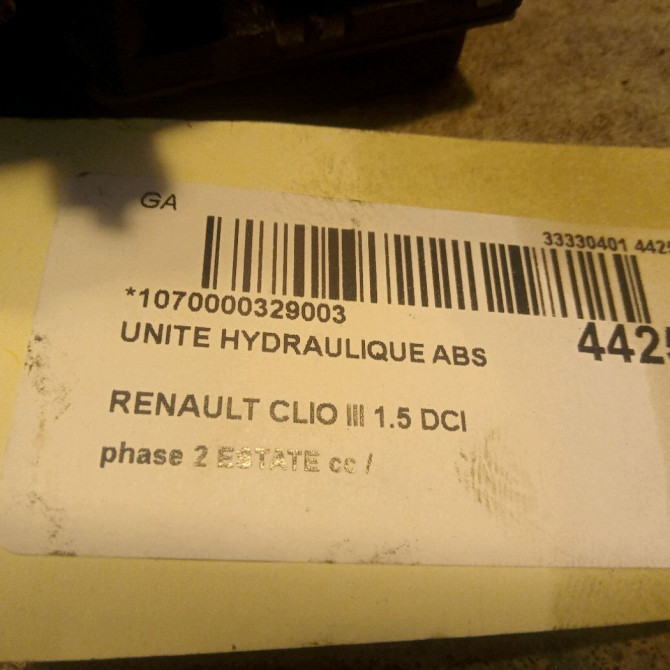 GA
33330401 4425
*1070000329003
4425
UNITE HYDRAULIQUE ABS
RENAULT CLIO III 1.5 DCI
phase 2 ESTATE cc /